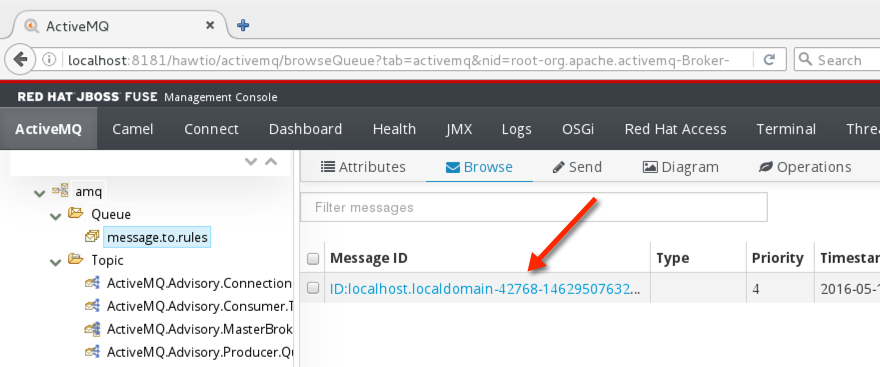 ActiveMQ
localhost:8181/hawtio/activemq/browseQueue?tab=activemq&nid=root-org.apache.activemq-Broker-
Search
RED HAT JBOSS FUSE Management Console
ActiveMQ Camel Connect Dashboard Health JMX Logs OSGi Red Hat Access Terminal Threa
Attributes Browse Send Diagram Operations
amq
Filter messages
Queue
message.to.rules
Message ID Type Priority Timestam
Topic
ActiveMQ.Advisory.Connection
ID:localhost.localdomain-42768-14629507632... 4 2016-05-1
ActiveMQ.Advisory.Consumer.T
ActiveMQ.Advisory.MasterBrok
ActiveMQ.Advisory.Producer.Qu